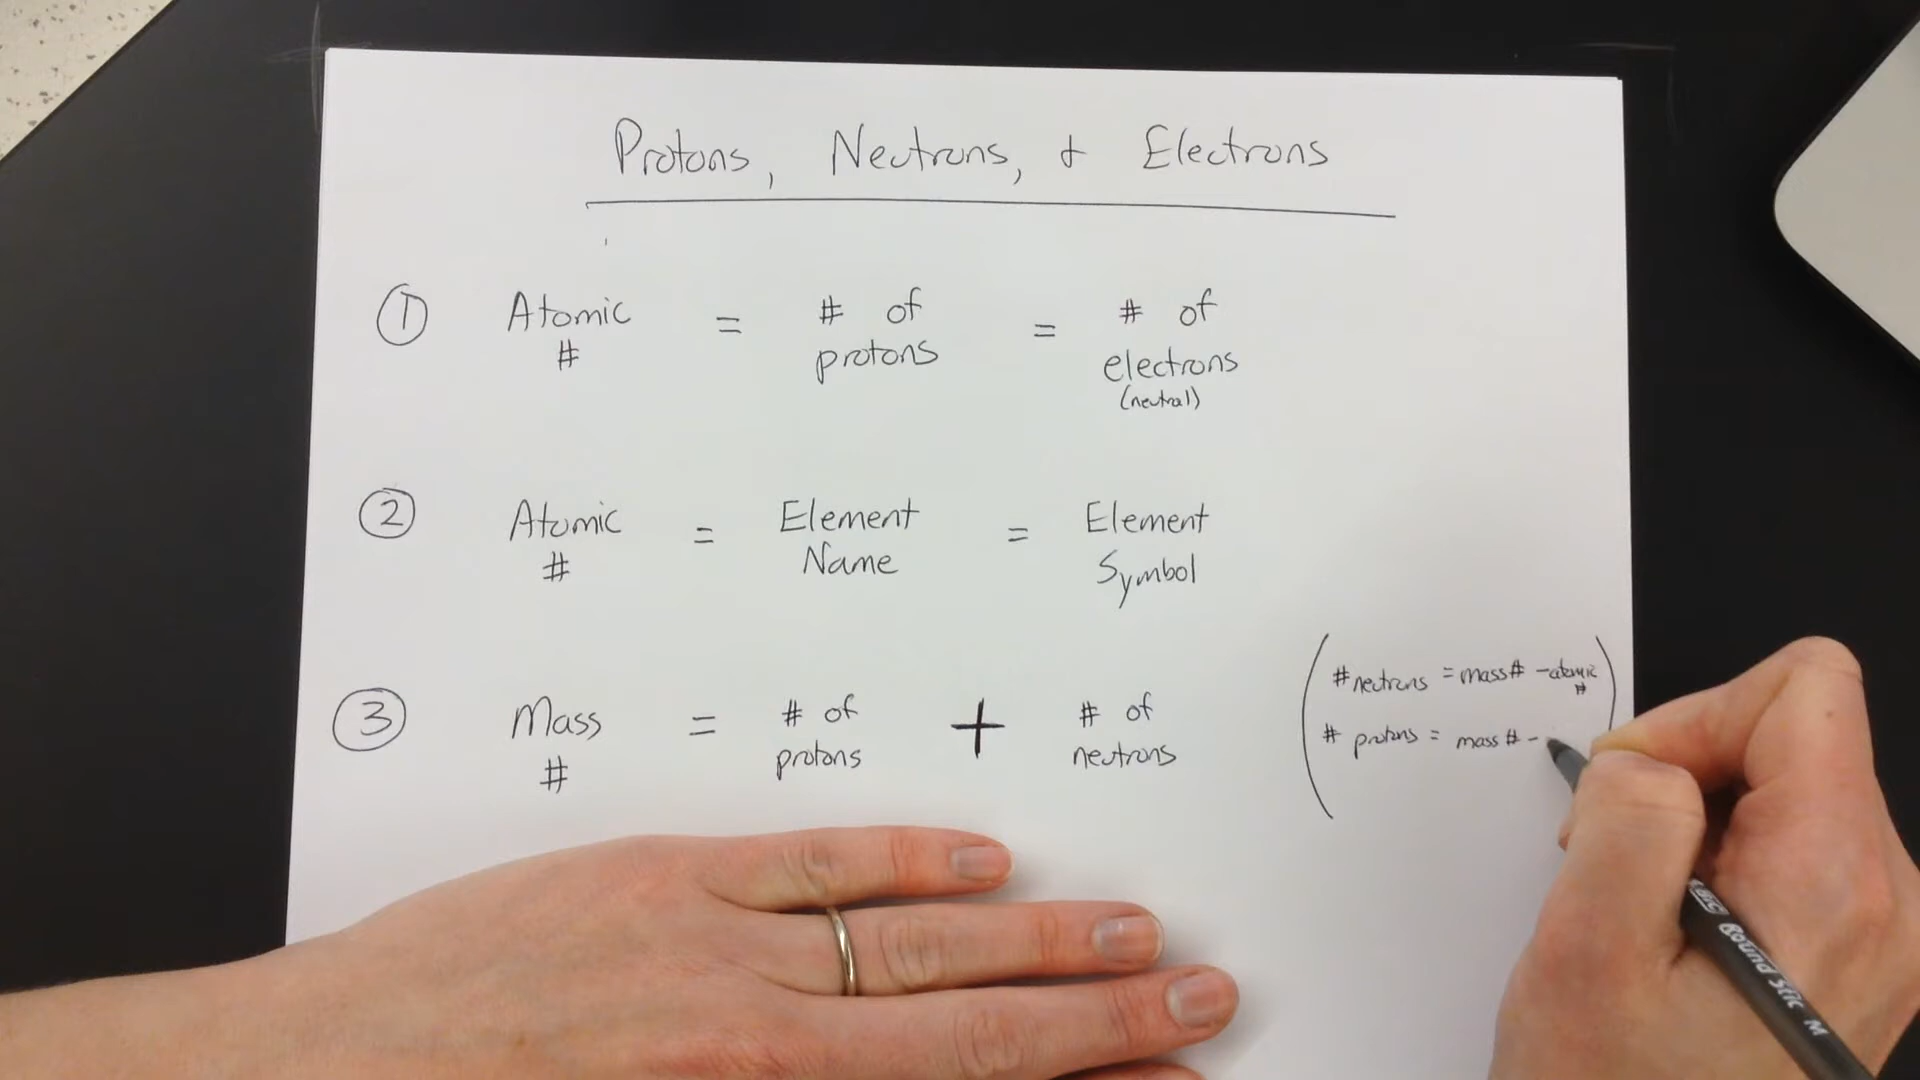 Protons, Neutrons, + Electrons
① Atomic # = # of protons = # of electrons (neutral)
② Atomic # = Element Name = Element Symbol
③ Mass # = # of protons + # of neutrons
(# neutrons = mass # - atomic #
# protons = mass # -)
BIC Round Stic M